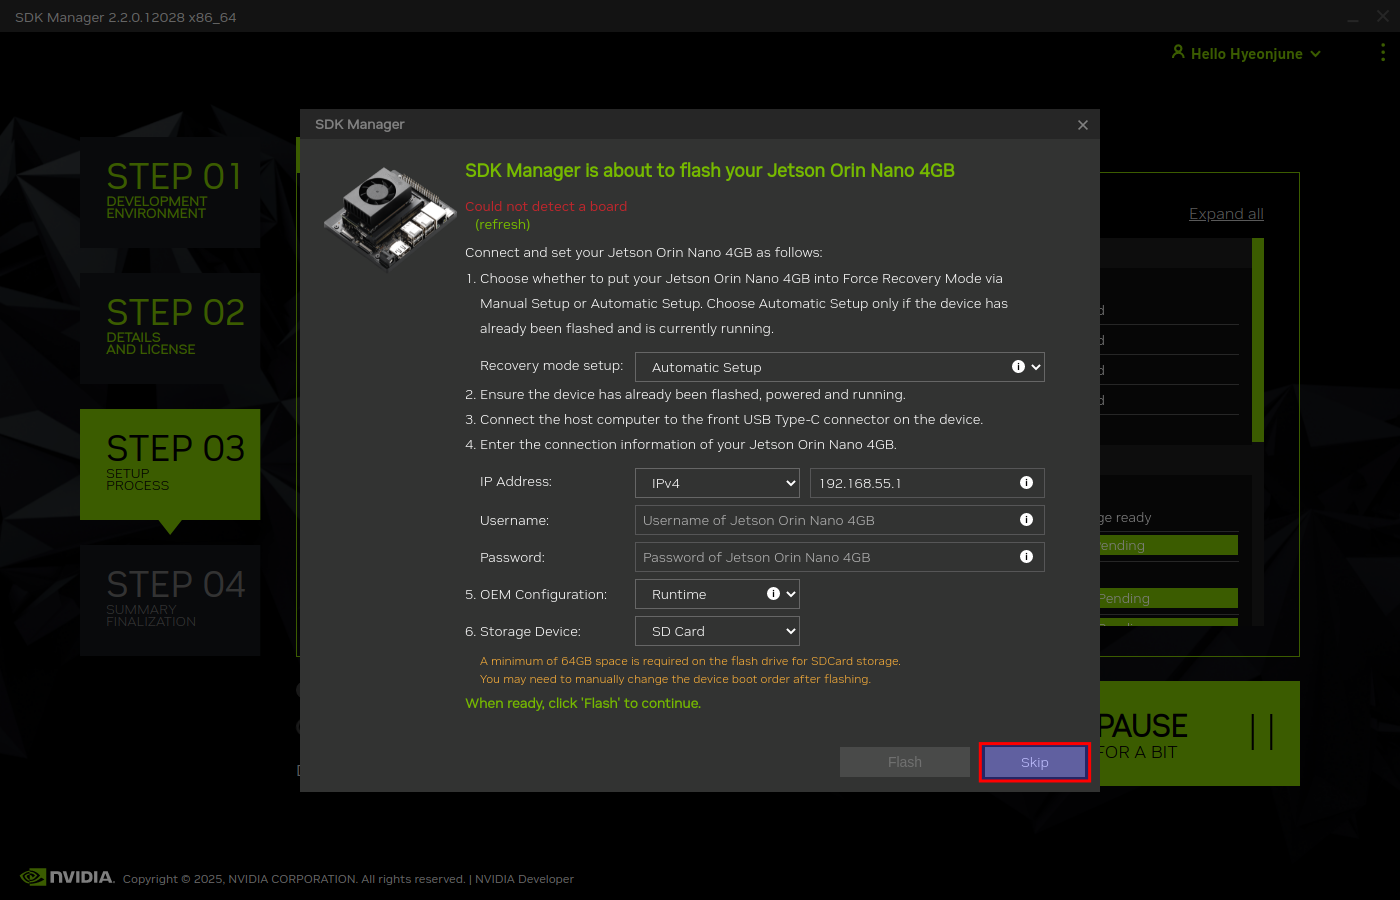 SDK Manager 2.2.0.12028 x86_64
Hello Hyeonjune
STEP 01
DEVELOPMENT
ENVIRONMENT
STEP 02
DETAILS
AND LICENSE
STEP 03
SETUP
PROCESS
STEP 04
SUMMARY
FINALIZATION
Expand all
SDK Manager
SDK Manager is about to flash your Jetson Orin Nano 4GB
Could not detect a board
(refresh)
Connect and set your Jetson Orin Nano 4GB as follows:
1. Choose whether to put your Jetson Orin Nano 4GB into Force Recovery Mode via
Manual Setup or Automatic Setup. Choose Automatic Setup only if the device has
already been flashed and is currently running.
Recovery mode setup: Automatic Setup
2. Ensure the device has already been flashed, powered and running.
3. Connect the host computer to the front USB Type-C connector on the device.
4. Enter the connection information of your Jetson Orin Nano 4GB.
IP Address: IPv4 192.168.55.1
Username: Username of Jetson Orin Nano 4GB
Password: Password of Jetson Orin Nano 4GB
5. OEM Configuration: Runtime
6. Storage Device: SD Card
A minimum of 64GB space is required on the flash drive for SDCard storage.
You may need to manually change the device boot order after flashing.
When ready, click 'Flash' to continue.
Flash Skip
ready
Pending
Pending
PAUSE
FOR A BIT
NVIDIA. Copyright © 2025, NVIDIA CORPORATION. All rights reserved. | NVIDIA Developer